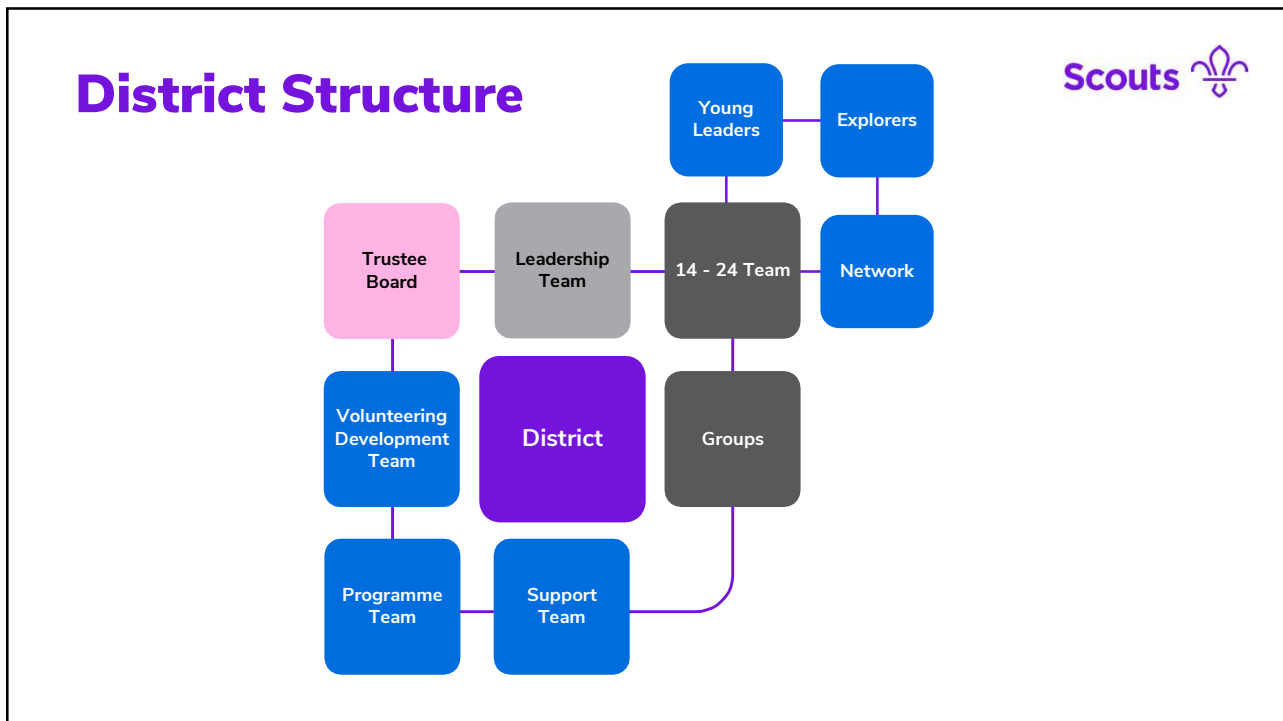 District Structure
Scouts
Young
Leaders
Explorers
Trustee
Board
Leadership
Team
14 - 24 Team
Network
Volunteering
Development
Team
District
Groups
Programme
Team
Support
Team